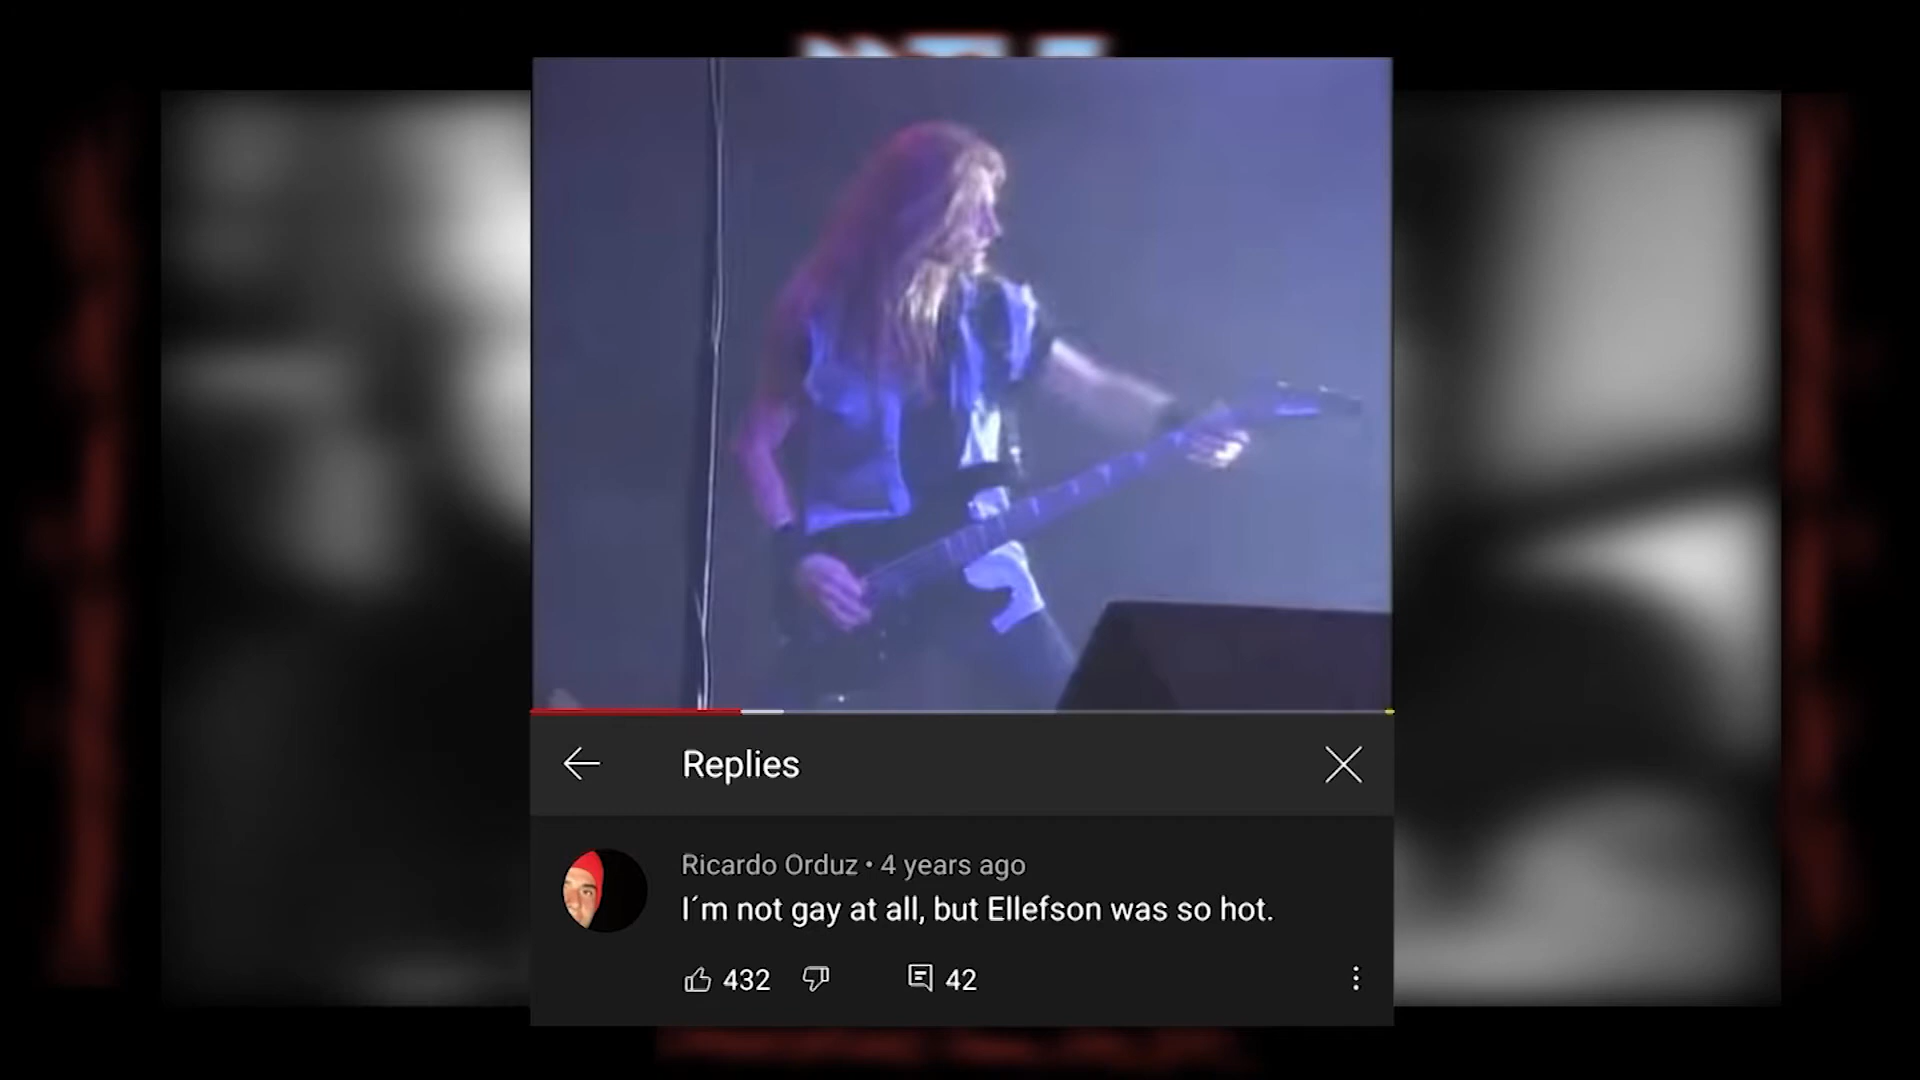 Replies
Ricardo Orduz • 4 years ago
I´m not gay at all, but Ellefson was so hot.
432 42